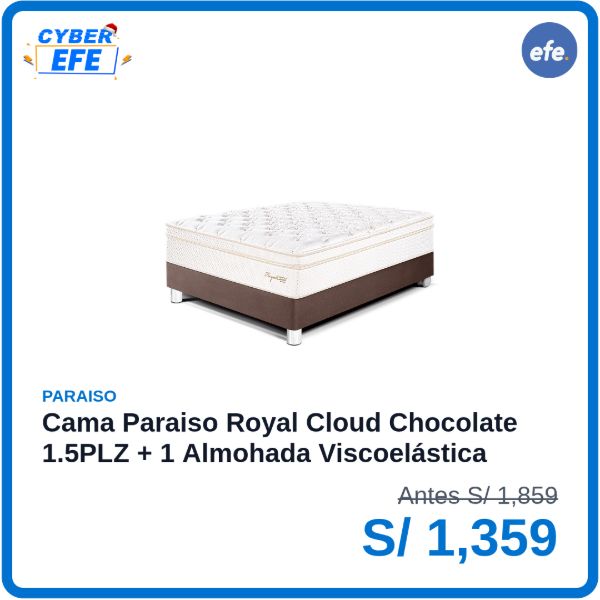 CYBER
EFE
efe.
PARAISO
Cama Paraiso Royal Cloud Chocolate
1.5PLZ + 1 Almohada Viscoelástica
Antes S/ 1,859
S/ 1,359